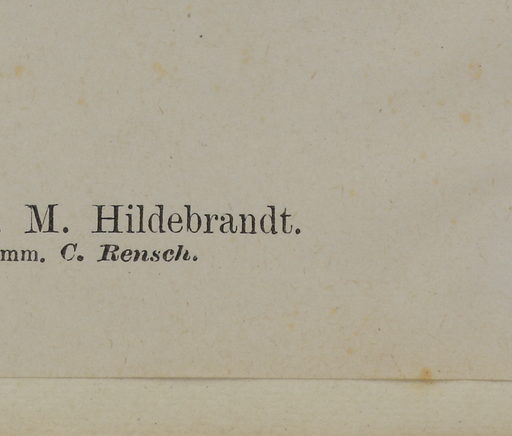 . M. Hildebrandt.
mm. C. Rensch.